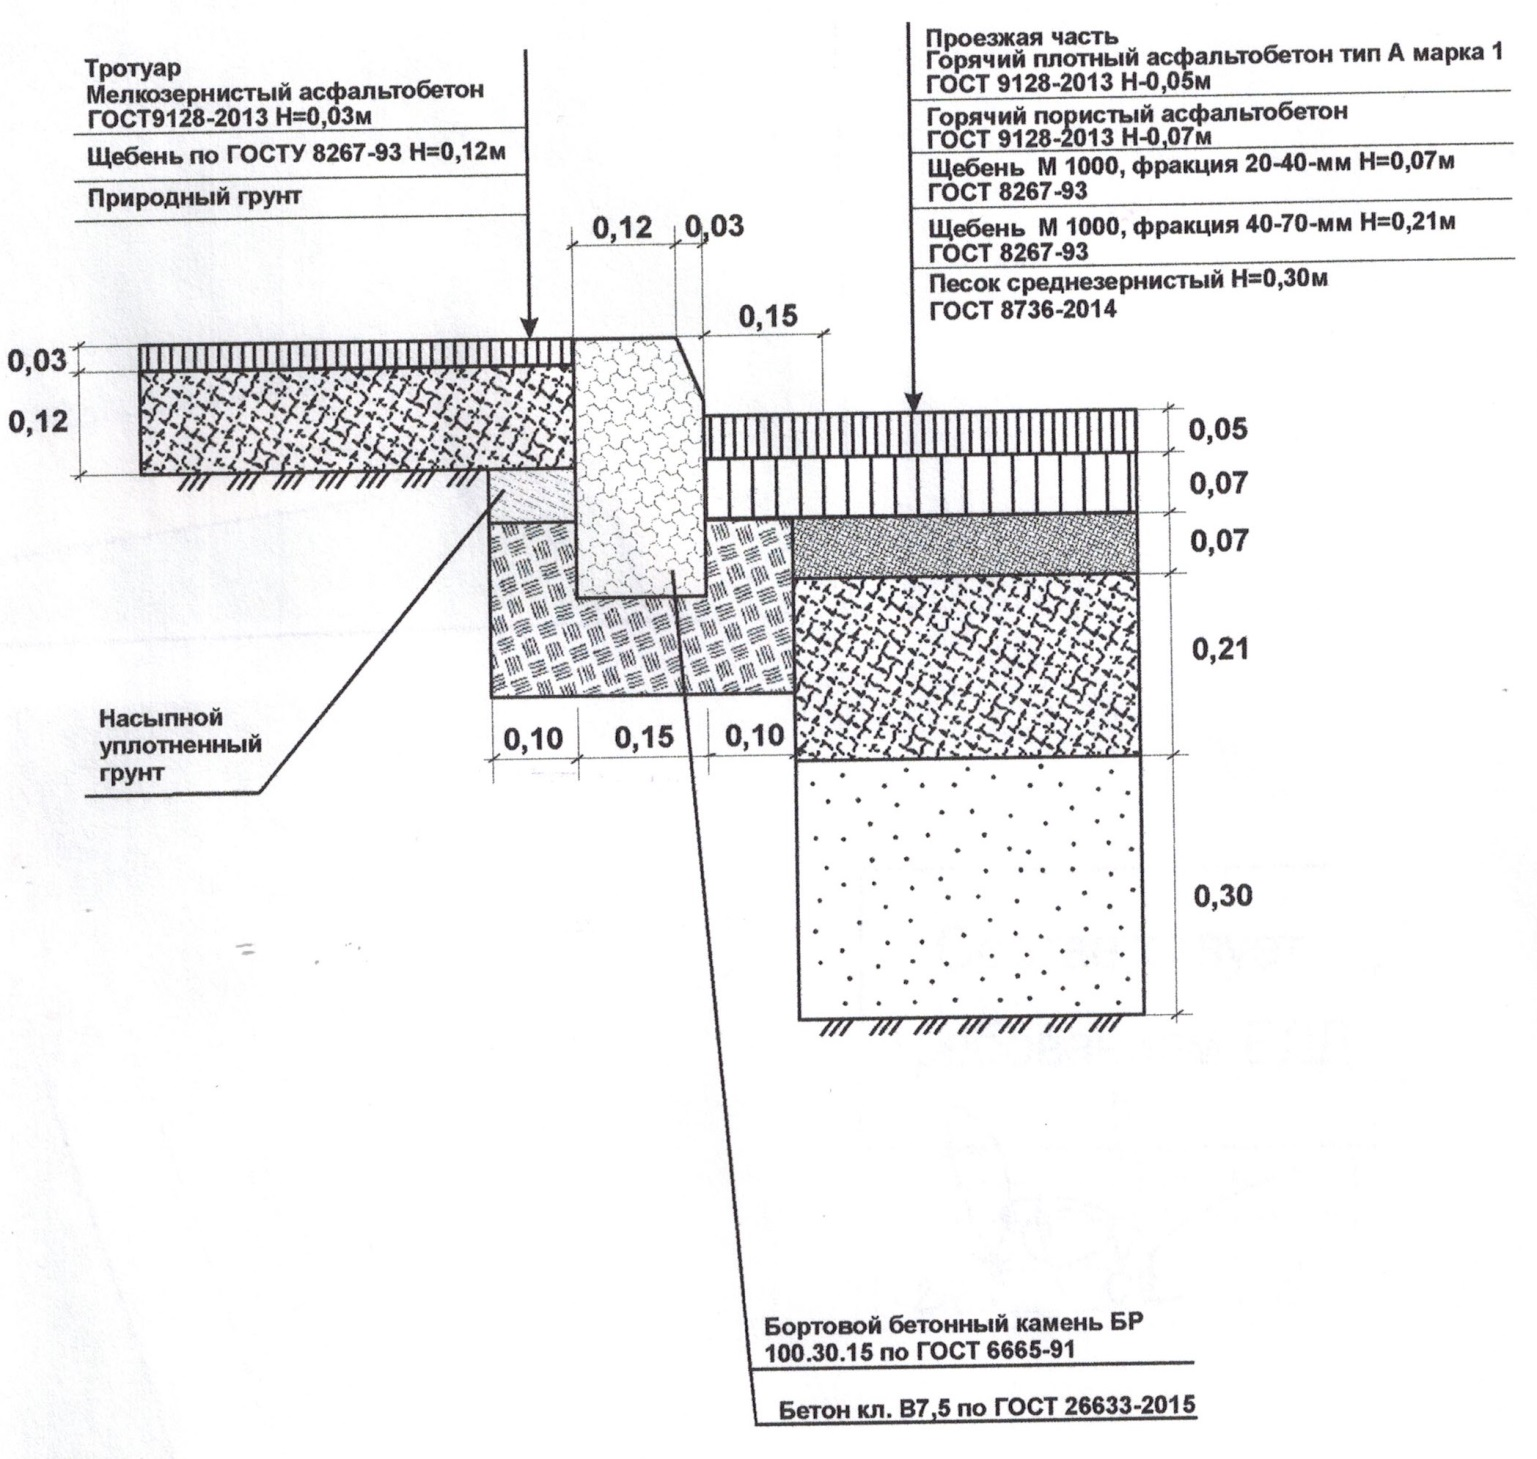 Тротуар
Мелкозернистый асфальтобетон
ГОСТ9128-2013 Н=0,03м
Щебень по ГОСТУ 8267-93 Н=0,12м
Природный грунт
Проезжая часть
Горячий плотный асфальтобетон тип А марка 1
ГОСТ 9128-2013 Н-0,05м
Горячий пористый асфальтобетон
ГОСТ 9128-2013 Н-0,07м
Щебень М 1000, фракция 20-40-мм Н=0,07м
ГОСТ 8267-93
Щебень М 1000, фракция 40-70-мм Н=0,21м
ГОСТ 8267-93
Песок среднезернистый Н=0,30м
ГОСТ 8736-2014
0,12 0,03
0,15
0,03
0,12
0,05
0,07
0,07
0,21
0,30
0,10 0,15 0,10
Насыпной
уплотненный
грунт
Бортовой бетонный камень БР
100.30.15 по ГОСТ 6665-91
Бетон кл. В7,5 по ГОСТ 26633-2015